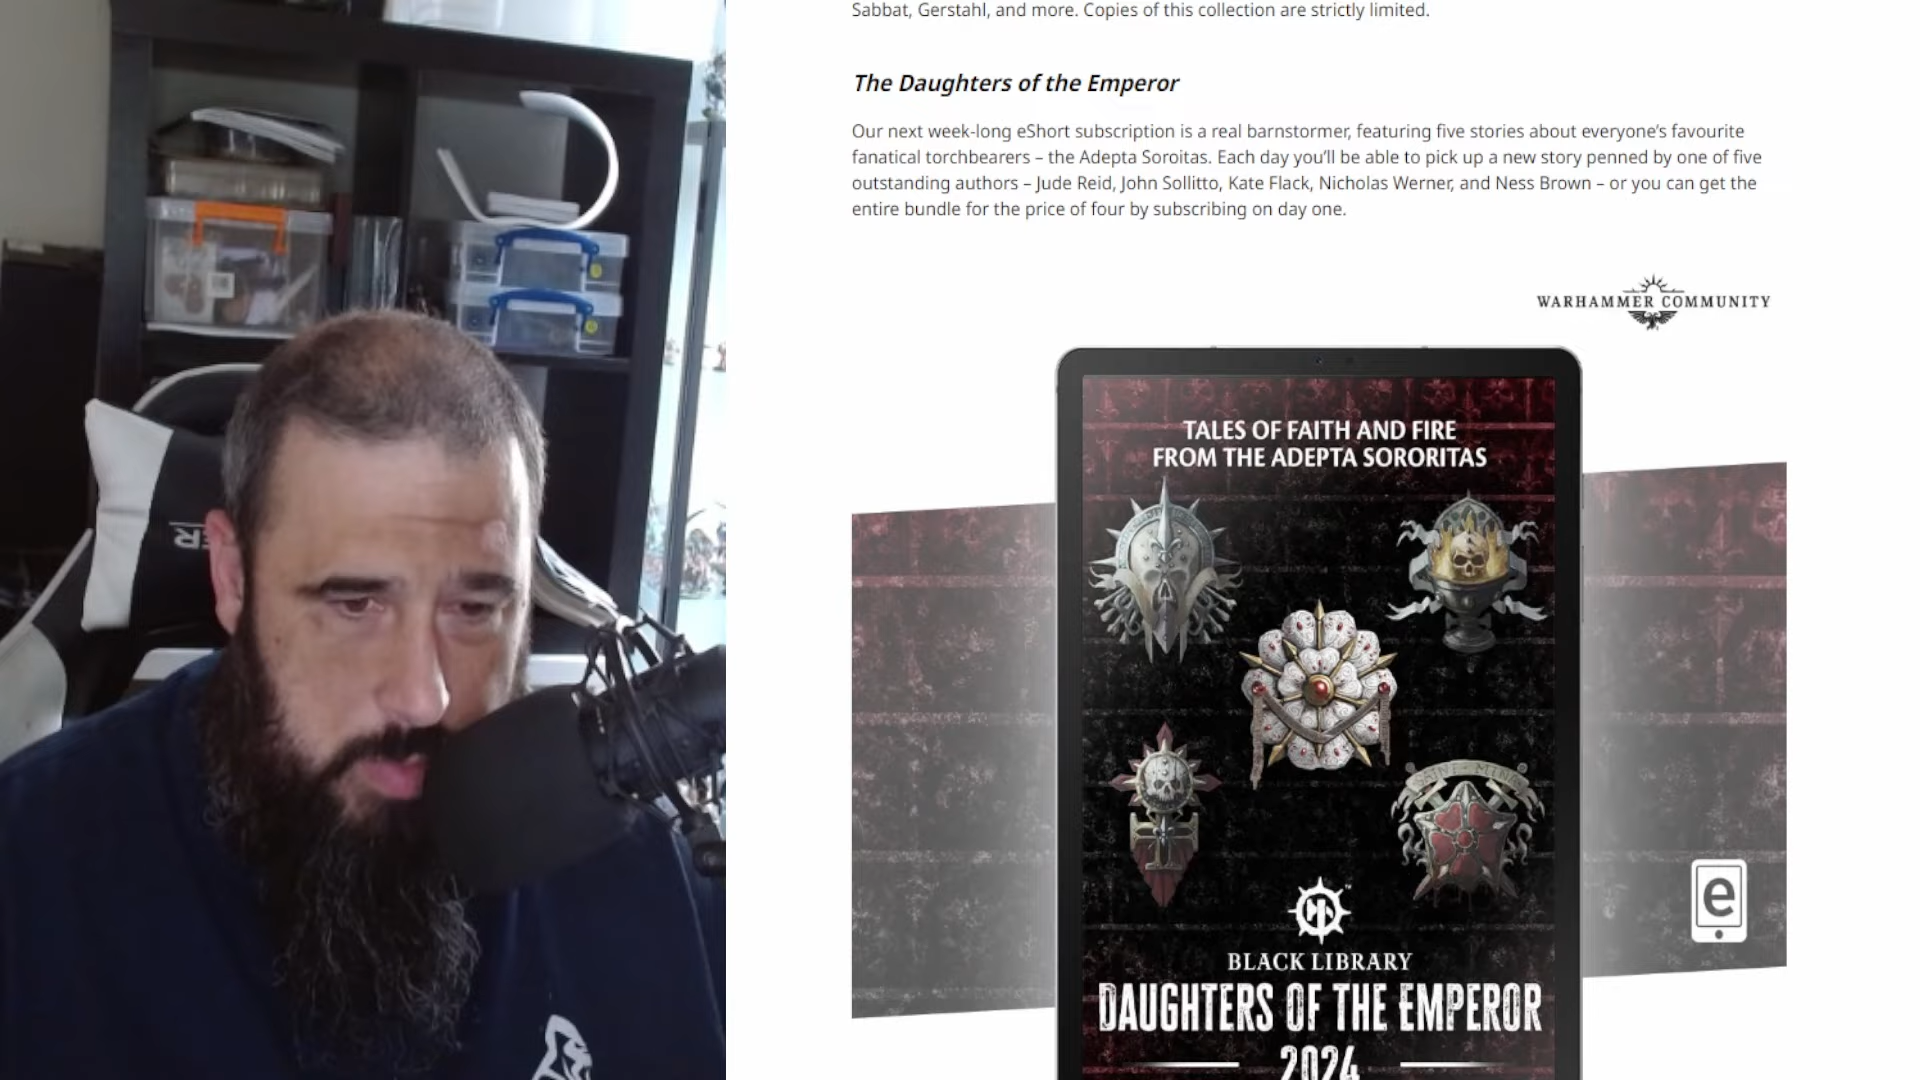 Sabbat, Gerstahl, and more. Copies of this collection are strictly limited.
The Daughters of the Emperor
Our next week-long eShort subscription is a real barnstormer, featuring five stories about everyone’s favourite
fanatical torchbearers – the Adepta Soroitas. Each day you’ll be able to pick up a new story penned by one of five
outstanding authors – Jude Reid, John Sollitto, Kate Flack, Nicholas Werner, and Ness Brown – or you can get the
entire bundle for the price of four by subscribing on day one.
WARHAMMER COMMUNITY
TALES OF FAITH AND FIRE
FROM THE ADEPTA SORORITAS
e
BLACK LIBRARY
DAUGHTERS OF THE EMPEROR
2024